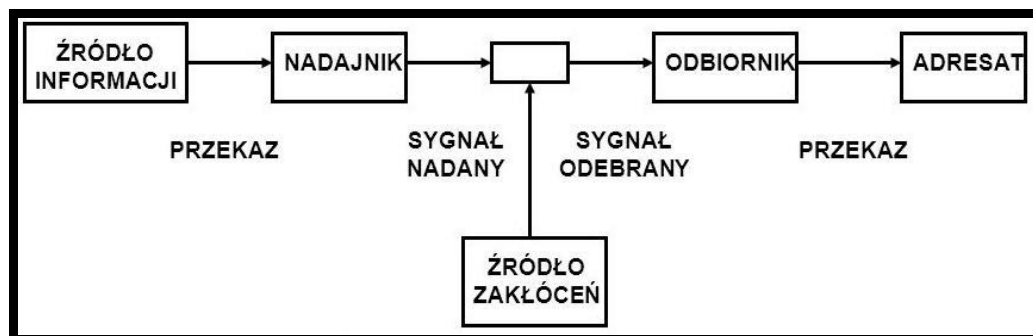 ŹRÓDŁO
INFORMACJI
NADAJNIK
ODBIORNIK
ADRESAT
PRZEKAZ
SYGNAŁ
NADANY
SYGNAŁ
ODEBRANY
PRZEKAZ
ŹRÓDŁO
ZAKŁÓCEŃ